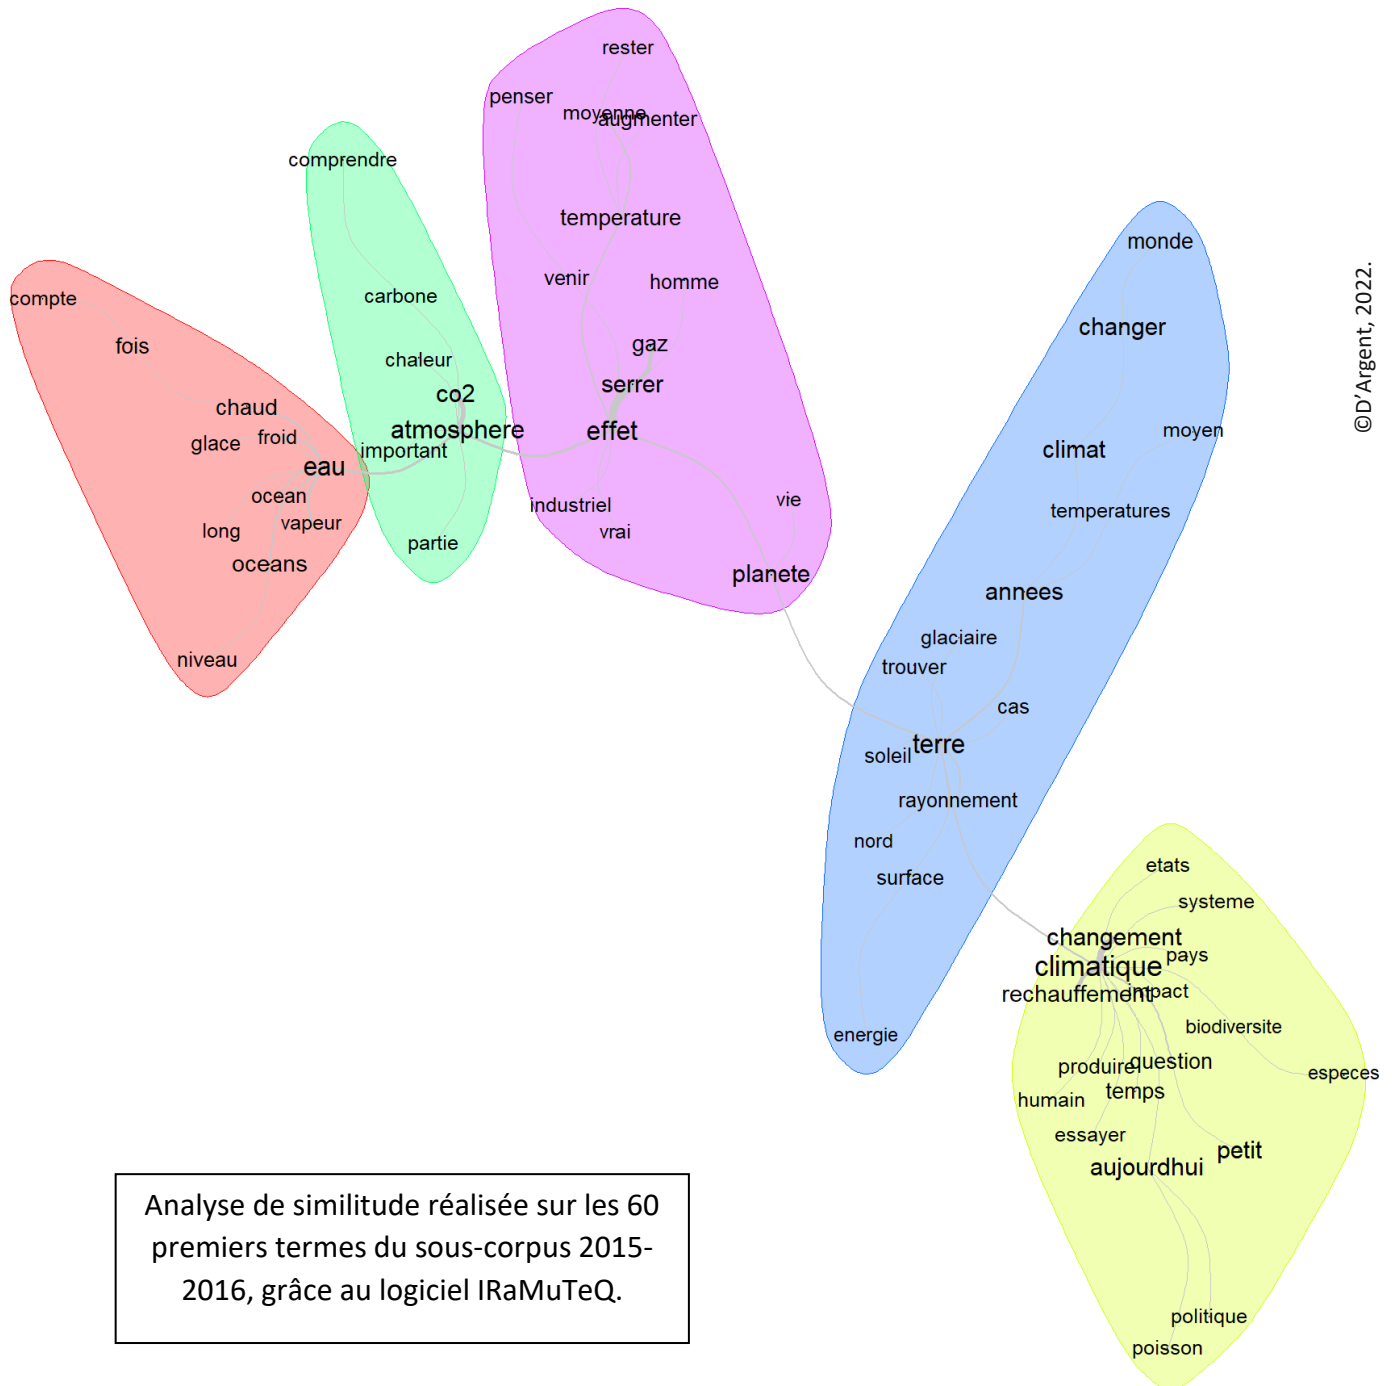 rester
penser
moyenne
augmenter
comprendre
temperature
monde
venir
homme
carbone
compte
changer
fois
gaz
chaleur
serrer
co2
chaud
atmosphere
effet
moyen
glace
froid
important
climat
eau
ocean
industriel
vie
temperatures
long
vapeur
vrai
partie
oceans
planete
annees
glaciaire
niveau
trouver
cas
terre
soleil
rayonnement
nord
surface
etats
systeme
changement
climatique
pays
rechauffement
impact
energie
biodiversite
produire
question
especes
humain
temps
essayer
petit
aujourdhui
politique
poisson
©D'Argent, 2022.
Analyse de similitude réalisée sur les 60
premiers termes du sous-corpus 2015-
2016, grâce au logiciel IRaMuTeQ.